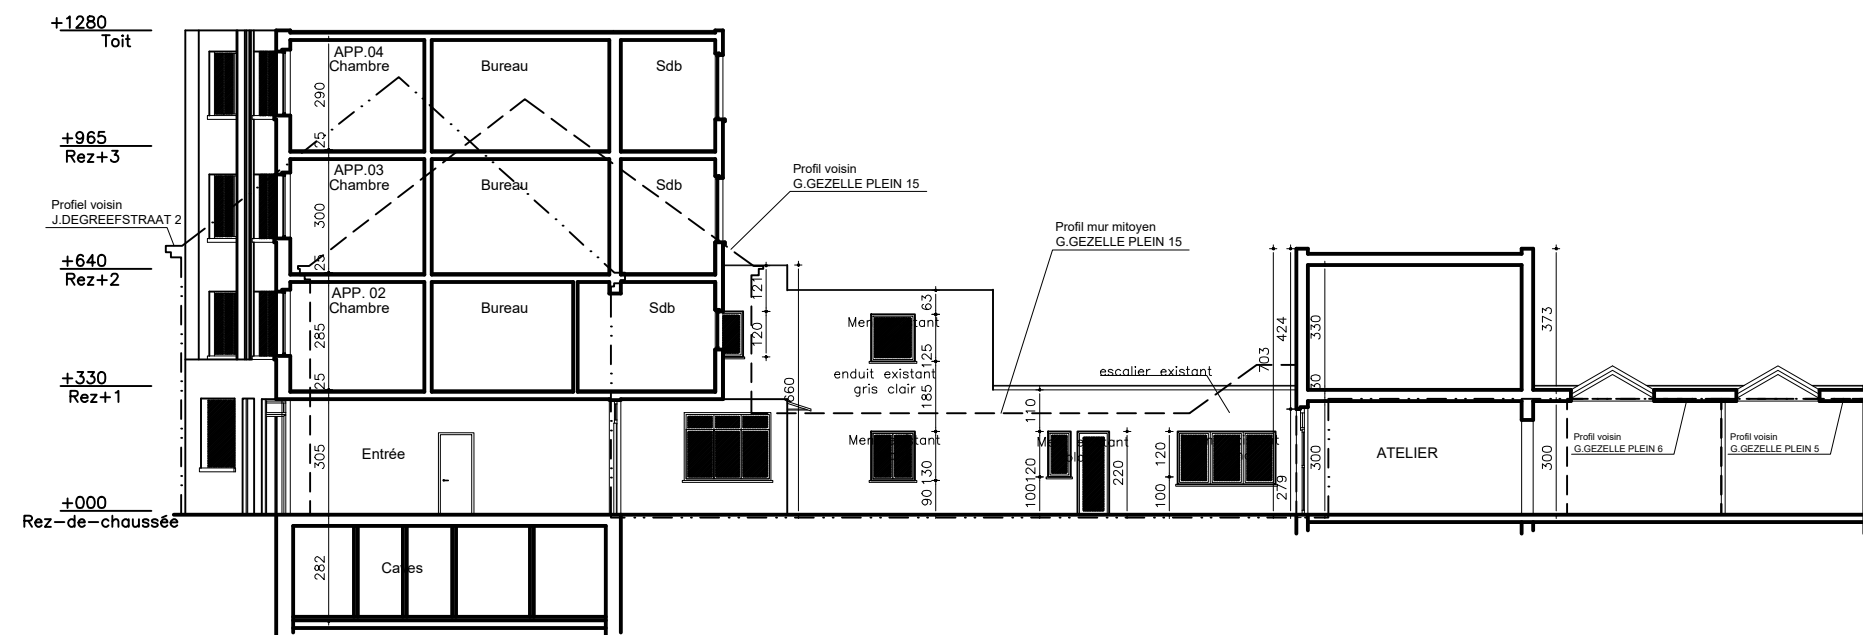 +1280
Toit
+965
Rez+3
Profiel voisin
J.DEGREEFSTRAAT 2
+640
Rez+2
+330
Rez+1
+000
Rez-de-chaussée
APP.04
Chambre
Bureau
Sdb
290
25
APP.03
Chambre
Bureau
Sdb
300
25
APP. 02
Chambre
Bureau
Sdb
285
25
Entrée
305
Caves
282
Profil voisin
G.GEZELLE PLEIN 15
121
120
660
enduit existant
gris clair
63
125
185
130
90
Profil mur mitoyen
G.GEZELLE PLEIN 15
escalier existant
110
120
100
220
120
100
703
424
279
330
300
ATELIER
373
300
Profil voisin
G.GEZELLE PLEIN 6
Profil voisin
G.GEZELLE PLEIN 5